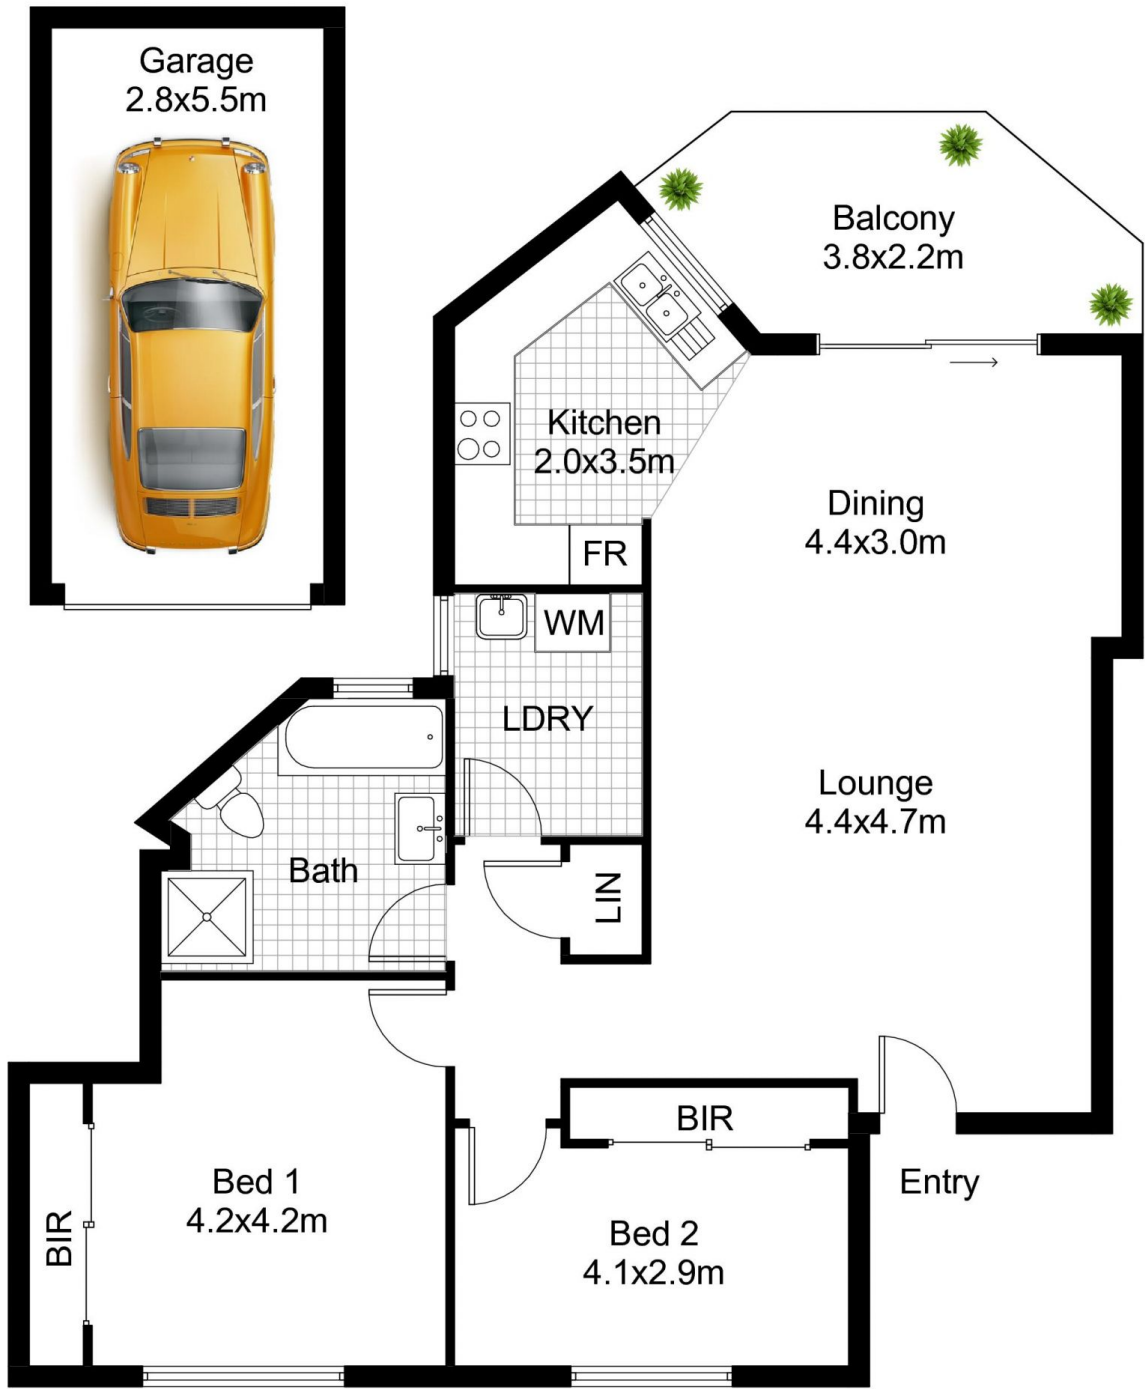 Garage
2.8x5.5m
Balcony
3.8x2.2m
Kitchen
2.0x3.5m
Dining
4.4x3.0m
FR
WM
LDRY
Lounge
4.4x4.7m
Bath
LIN
BIR
Bed 1
4.2x4.2m
BIR
Entry
Bed 2
4.1x2.9m